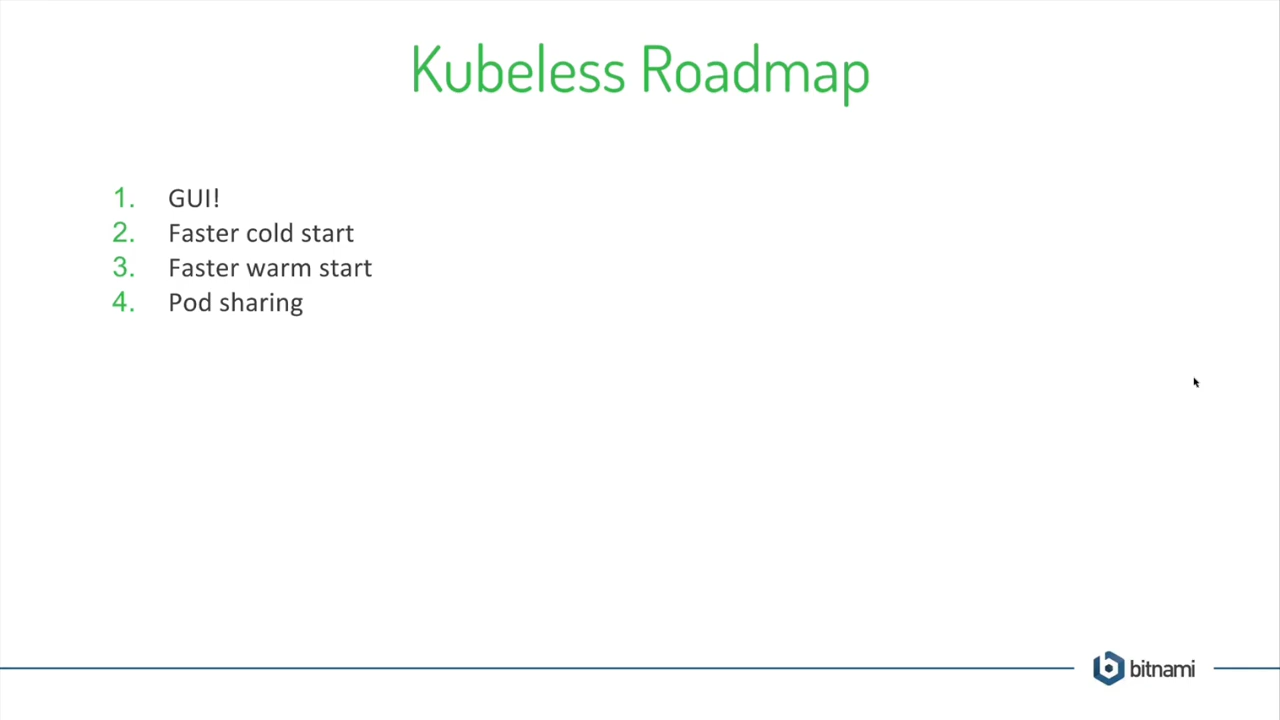 Kubeless Roadmap
1. GUI!
2. Faster cold start
3. Faster warm start
4. Pod sharing
bitnami